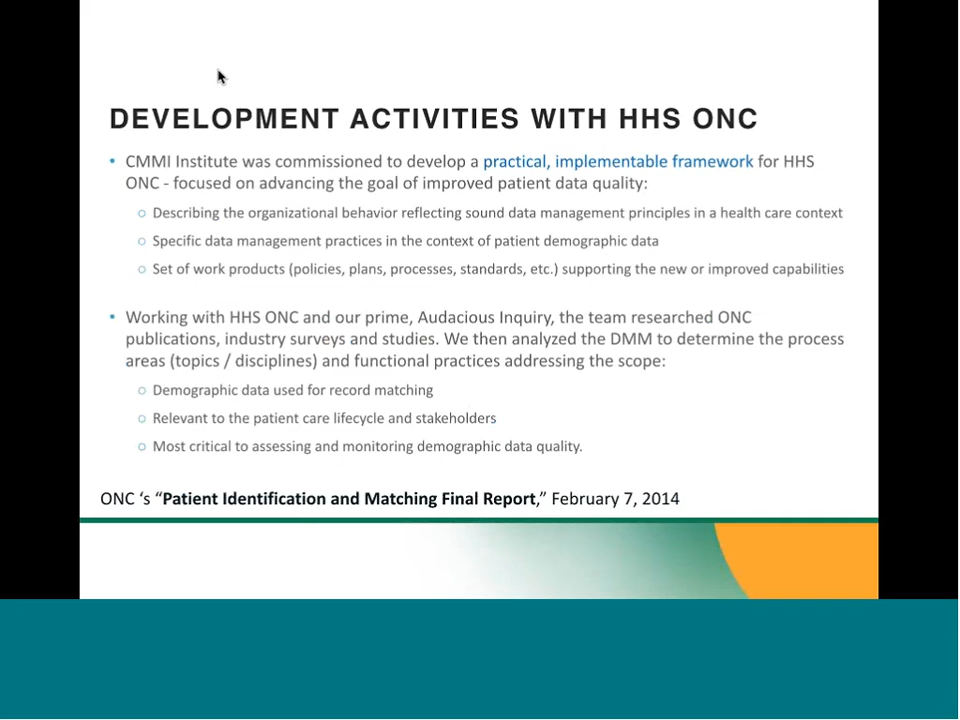 DEVELOPMENT ACTIVITIES WITH HHS ONC
• CMMI Institute was commissioned to develop a practical, implementable framework for HHS
ONC - focused on advancing the goal of improved patient data quality:
○ Describing the organizational behavior reflecting sound data management principles in a health care context
○ Specific data management practices in the context of patient demographic data
○ Set of work products (policies, plans, processes, standards, etc.) supporting the new or improved capabilities
• Working with HHS ONC and our prime, Audacious Inquiry, the team researched ONC
publications, industry surveys and studies. We then analyzed the DMM to determine the process
areas (topics / disciplines) and functional practices addressing the scope:
○ Demographic data used for record matching
○ Relevant to the patient care lifecycle and stakeholders
○ Most critical to assessing and monitoring demographic data quality.
ONC ‘s “Patient Identification and Matching Final Report,” February 7, 2014